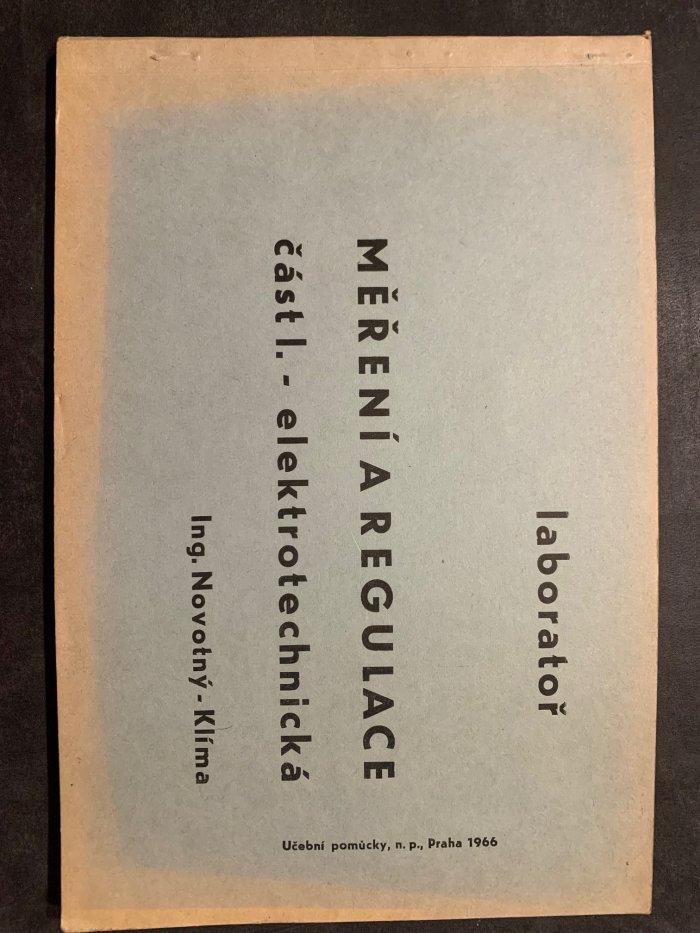 laboratoř
MĚŘENÍ A REGULACE
část I. - elektrotechnická
Ing. Novotný - Klíma
Učební pomůcky, n. p., Praha 1966